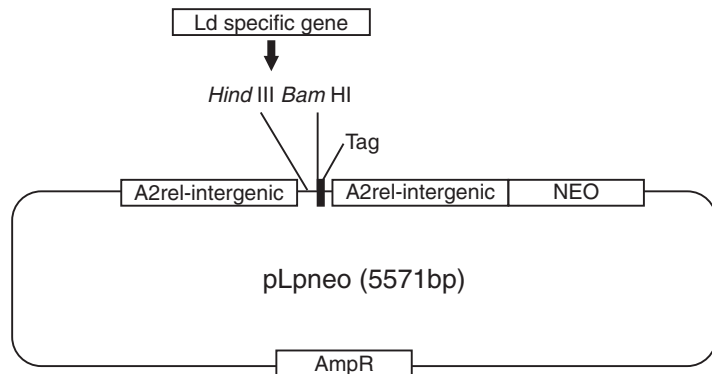 Ld specific gene
Hind III Bam HI
Tag
A2rel-intergenic
A2rel-intergenic
NEO
pLpneo (5571bp)
AmpR